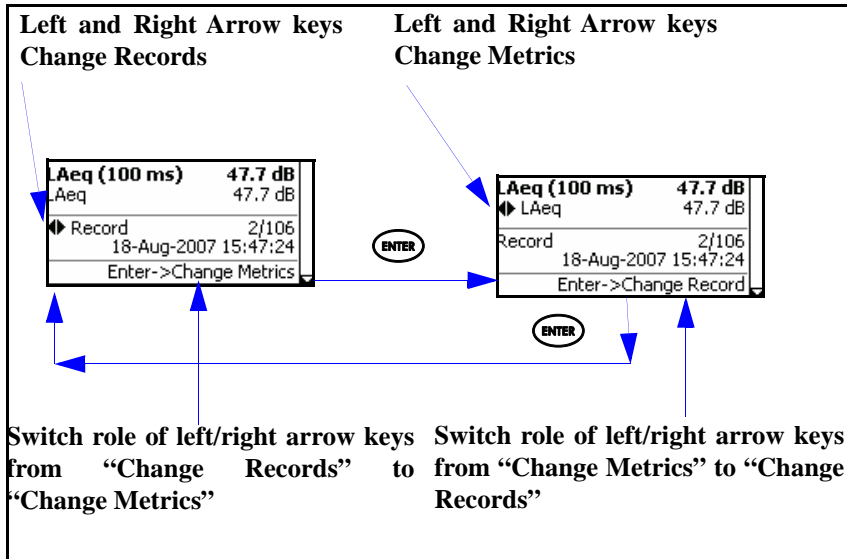 Left and Right Arrow keys
Change Records
Left and Right Arrow keys
Change Metrics
LAeq (100 ms) 47.7 dB
LAeq 47.7 dB
Record 2/106
18-Aug-2007 15:47:24
Enter->Change Metrics
ENTER
LAeq (100 ms) 47.7 dB
LAeq 47.7 dB
Record 2/106
18-Aug-2007 15:47:24
Enter->Change Record
ENTER
Switch role of left/right arrow keys
from “Change Records” to
“Change Metrics”
Switch role of left/right arrow keys
from “Change Metrics” to “Change
Records”